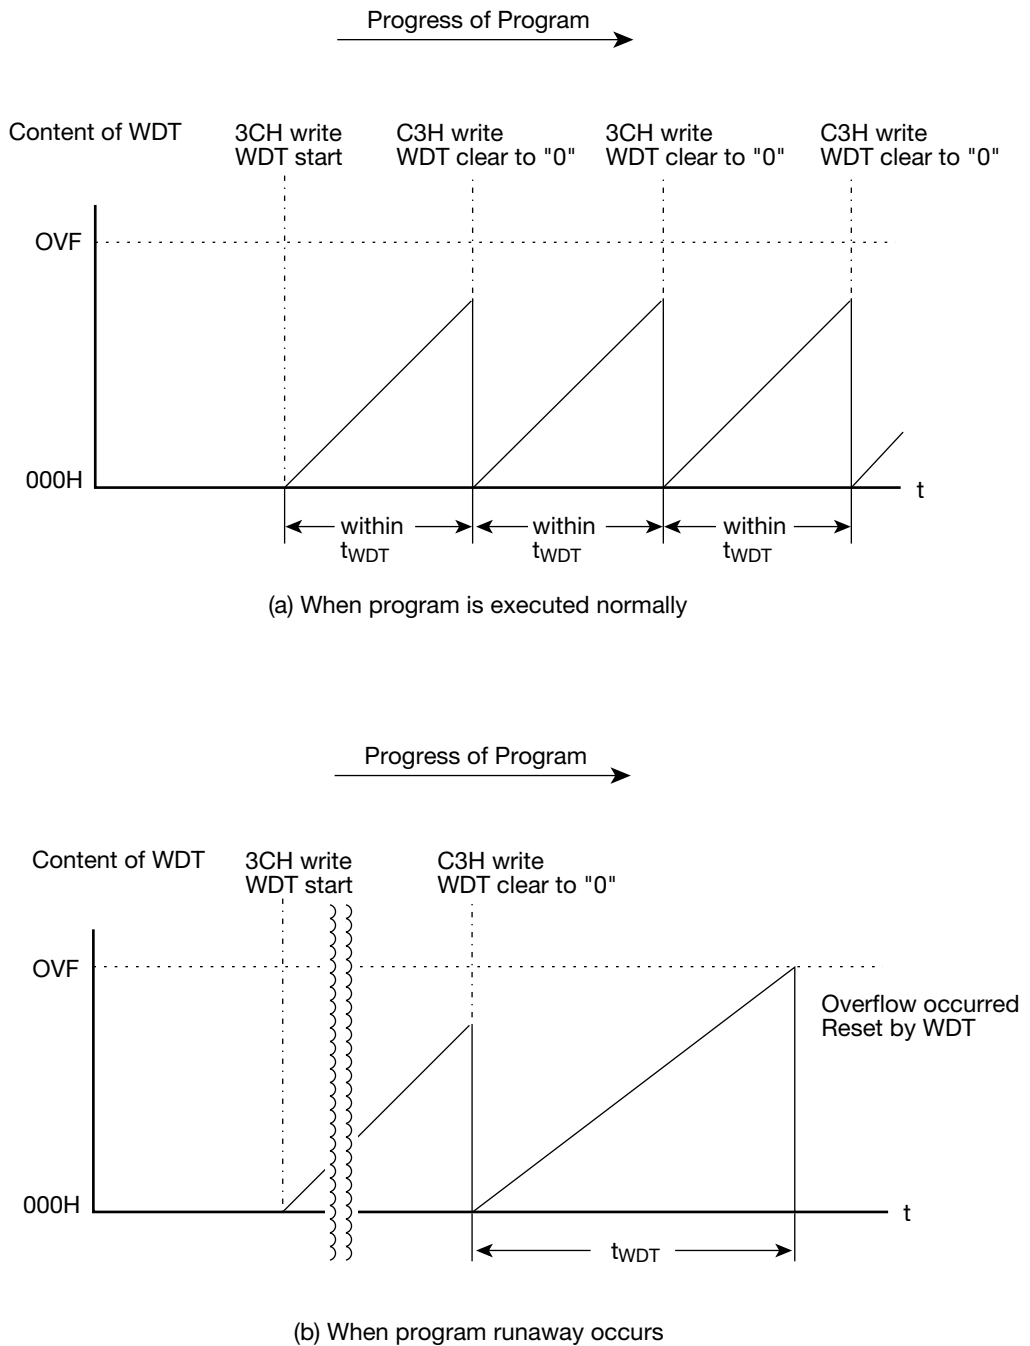 Progress of Program
Content of WDT
3CH write
WDT start
C3H write
WDT clear to "0"
3CH write
WDT clear to "0"
C3H write
WDT clear to "0"
OVF
000H
t
within
tWDT
within
tWDT
within
tWDT
(a) When program is executed normally
Progress of Program
Content of WDT
3CH write
WDT start
C3H write
WDT clear to "0"
OVF
Overflow occurred
Reset by WDT
000H
t
tWDT
(b) When program runaway occurs